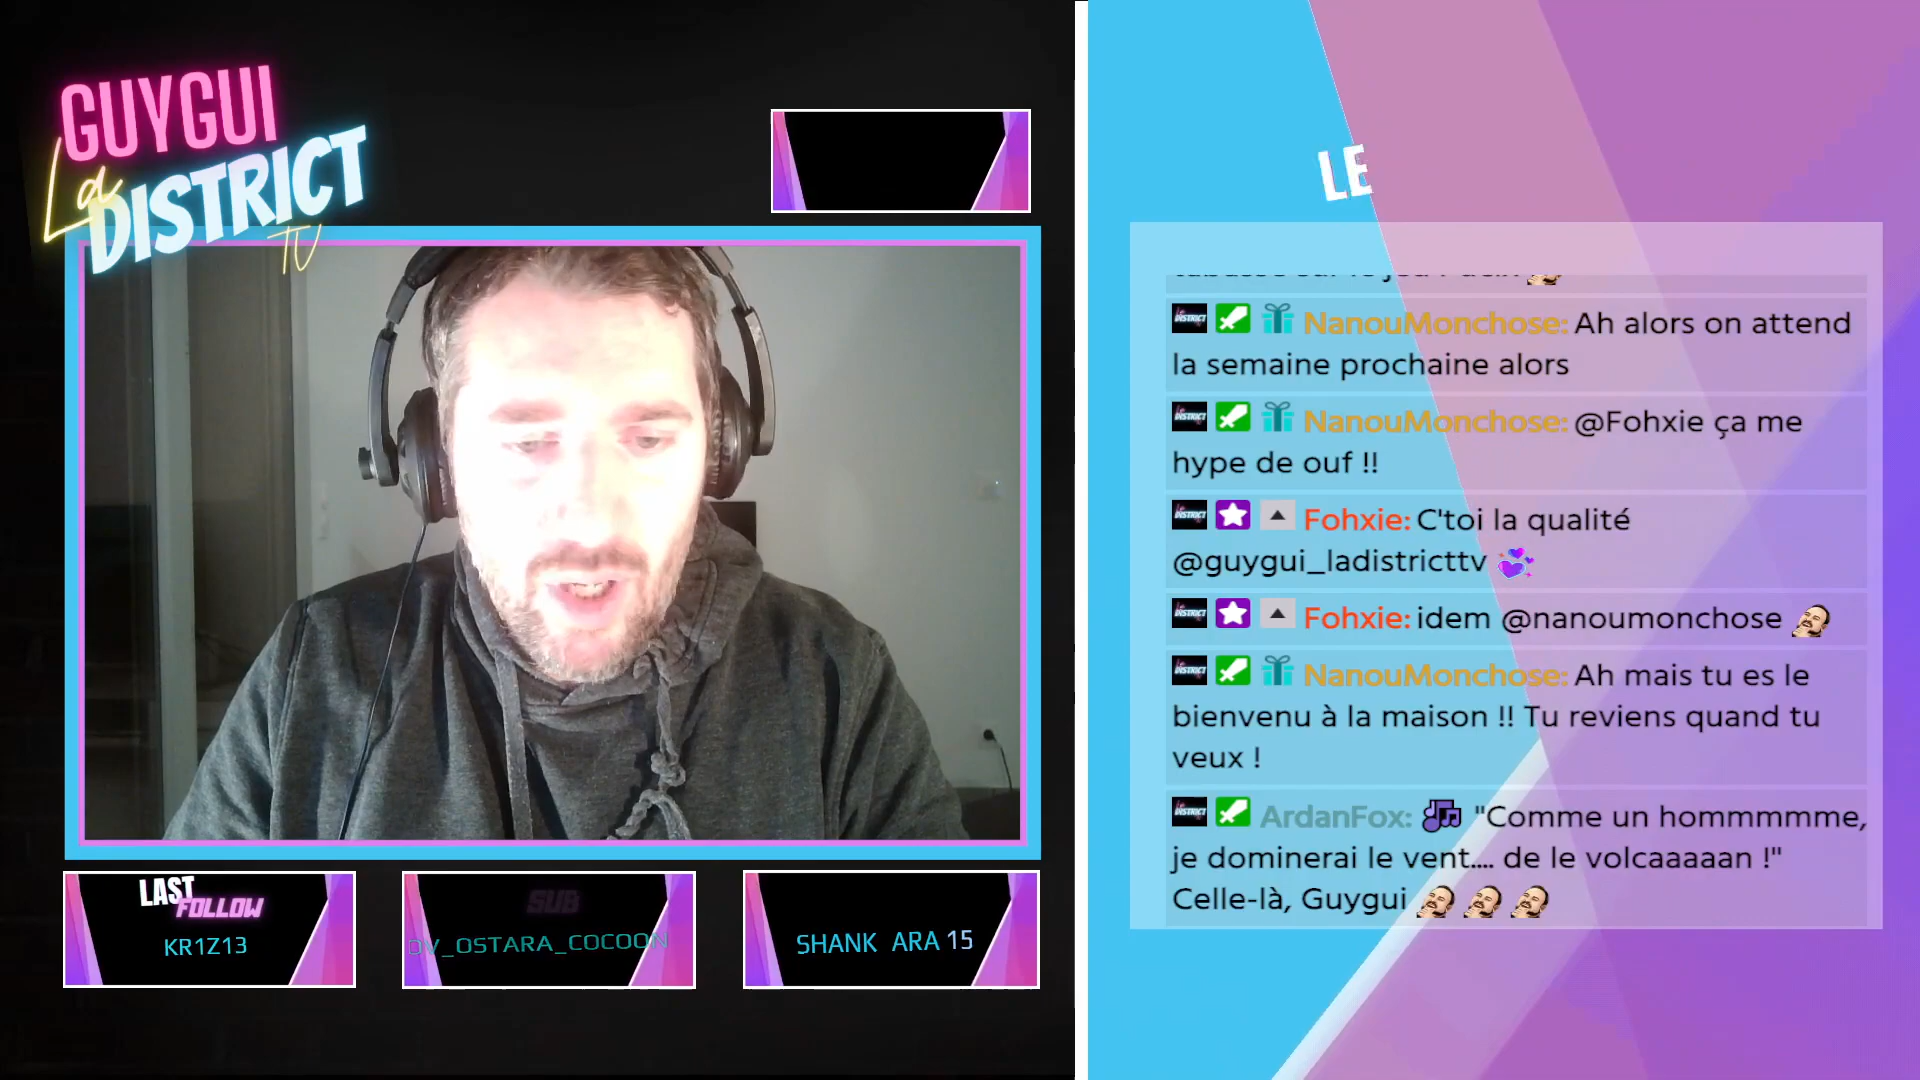 GUYGUI
La
DISTRICT
TV
LAST
FOLLOW
KR1Z13
SUB
DV_OSTARA_COCOON
SHANK ARA 15
LE
NanouMonchose: Ah alors on attend
la semaine prochaine alors
NanouMonchose: @Fohxie ça me
hype de ouf !!
Fohxie: C'toi la qualité
@guygui_ladistricttv
Fohxie: idem @nanoumonchose
NanouMonchose: Ah mais tu es le
bienvenu à la maison !! Tu reviens quand tu
veux !
ArdanFox: "Comme un hommmmme,
je dominerai le vent.... de le volcaaaaan !"
Celle-là, Guygui